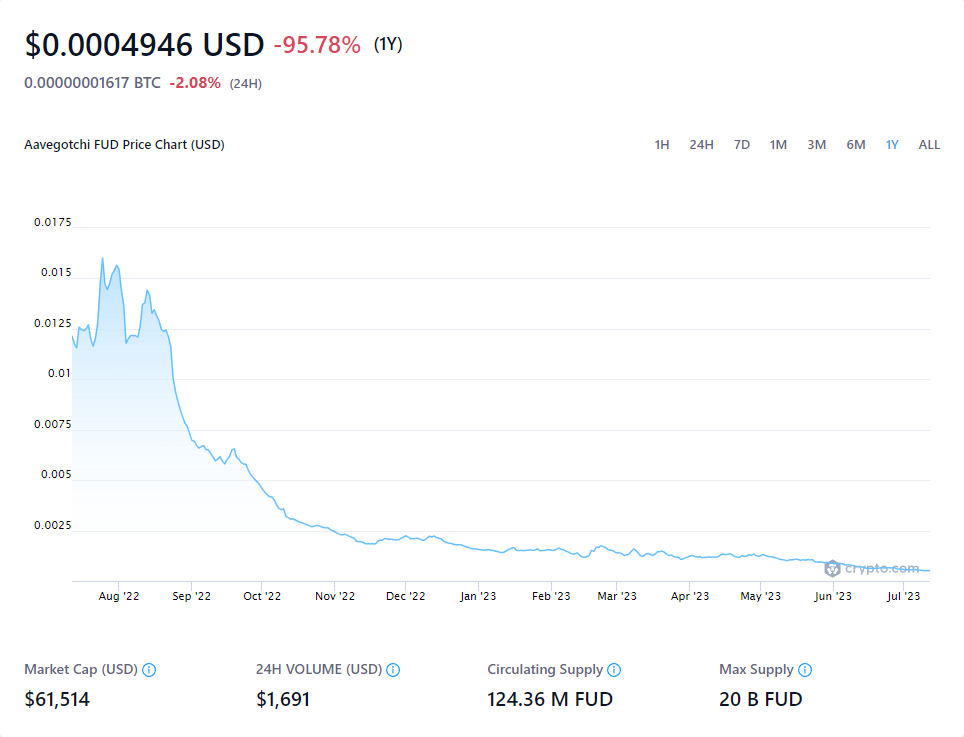 $0.0004946 USD -95.78% (1Y)
0.00000001617 BTC -2.08% (24H)
Aavegotchi FUD Price Chart (USD) 1H 24H 7D 1M 3M 6M 1Y ALL
0.0175
0.015
0.0125
0.01
0.0075
0.005
0.0025
crypto.com
Aug '22 Sep '22 Oct '22 Nov '22 Dec '22 Jan '23 Feb '23 Mar '23 Apr '23 May '23 Jun '23 Jul '23
Market Cap (USD) 24H VOLUME (USD) Circulating Supply Max Supply
$61,514 $1,691 124.36 M FUD 20 B FUD